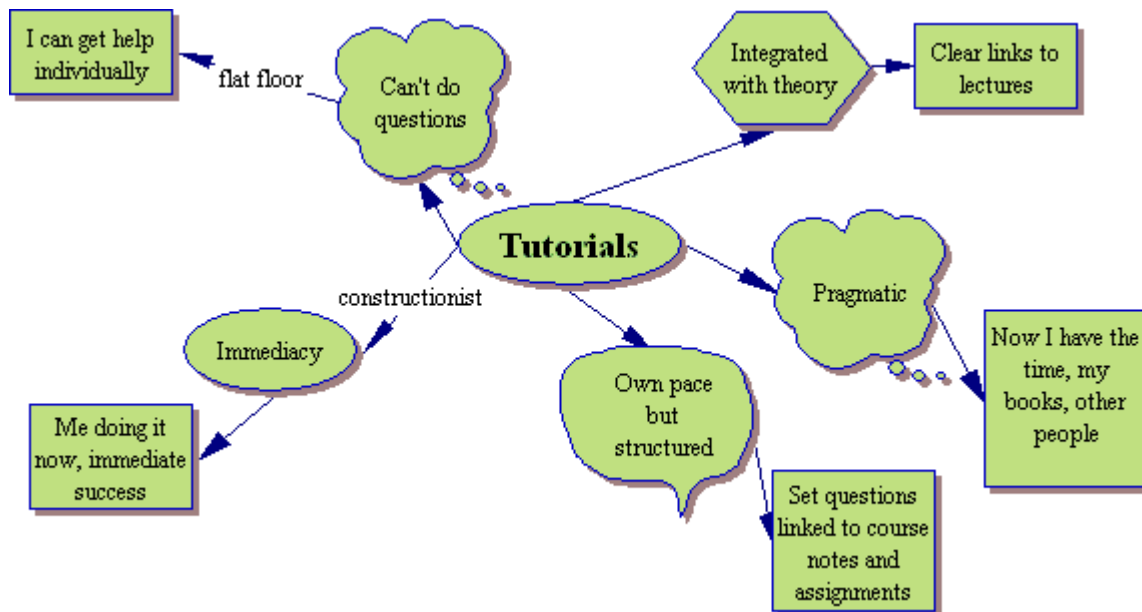 I can get help
individually
flat floor
Can't do
questions
Integrated
with theory
Clear links to
lectures
Tutorials
constructionist
Immediacy
Me doing it
now, immediate
success
Own pace
but
structured
Pragmatic
Now I have the
time, my
books, other
people
Set questions
linked to course
notes and
assignments